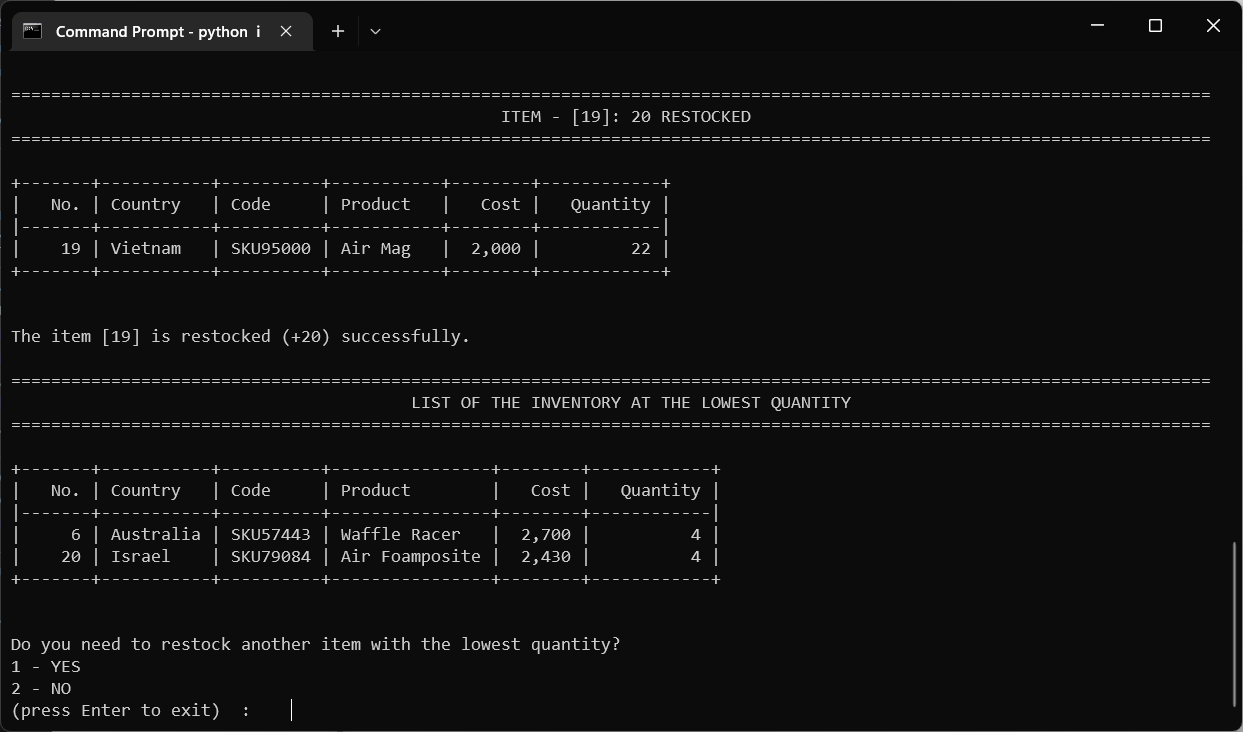 Command Prompt - python i
========================================================================================================================
ITEM - [19]: 20 RESTOCKED
========================================================================================================================
+-------+-----------+----------+-----------+--------+------------+
|   No. | Country   | Code     | Product   |   Cost |   Quantity |
|-------+-----------+----------+-----------+--------+------------|
|    19 | Vietnam   | SKU95000 | Air Mag   |  2,000 |         22 |
+-------+-----------+----------+-----------+--------+------------+
The item [19] is restocked (+20) successfully.
========================================================================================================================
LIST OF THE INVENTORY AT THE LOWEST QUANTITY
========================================================================================================================
+-------+-----------+----------+----------------+--------+------------+
|   No. | Country   | Code     | Product        |   Cost |   Quantity |
|-------+-----------+----------+----------------+--------+------------|
|     6 | Australia | SKU57443 | Waffle Racer   |  2,700 |          4 |
|    20 | Israel    | SKU79084 | Air Foamposite |  2,430 |          4 |
+-------+-----------+----------+----------------+--------+------------+
Do you need to restock another item with the lowest quantity?
1 - YES
2 - NO
(press Enter to exit)  :